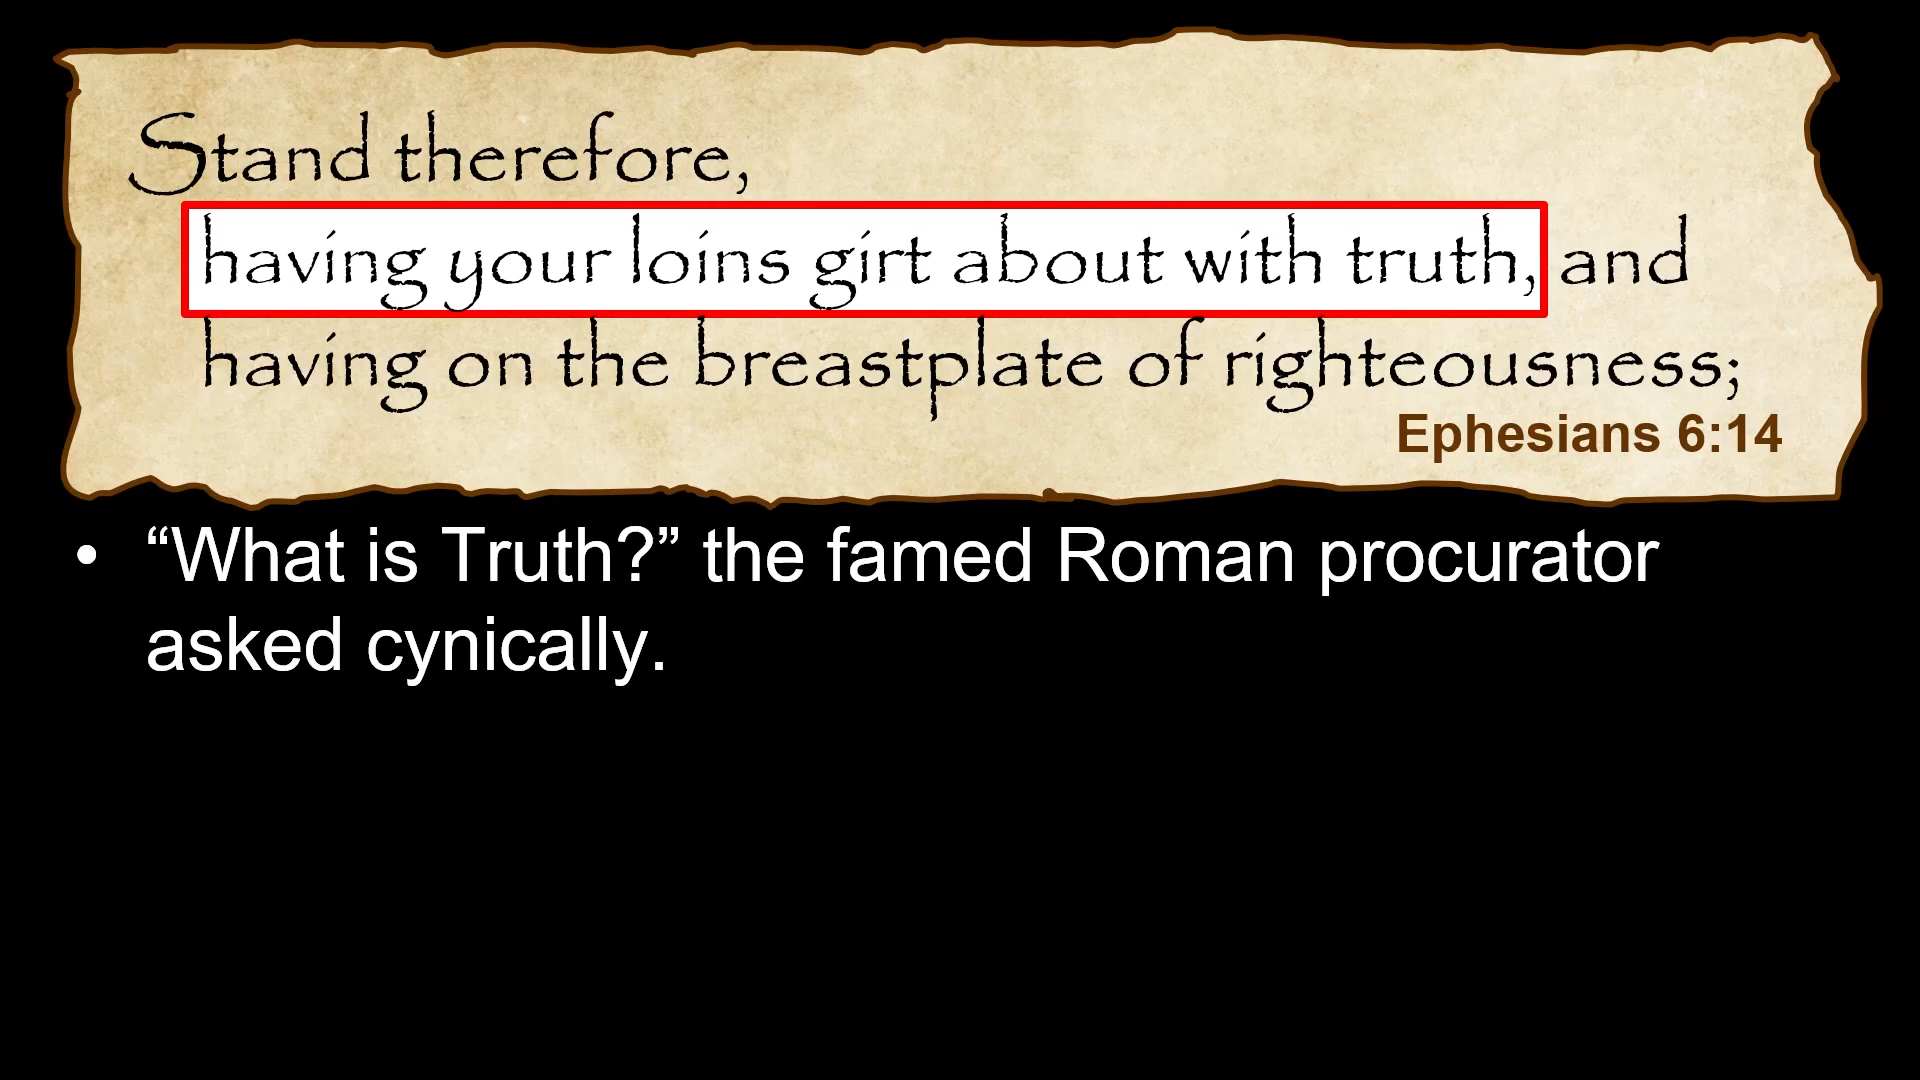 Stand therefore,
having your loins girt about with truth, and
having on the breastplate of righteousness;
Ephesians 6:14
• “What is Truth?” the famed Roman procurator
asked cynically.